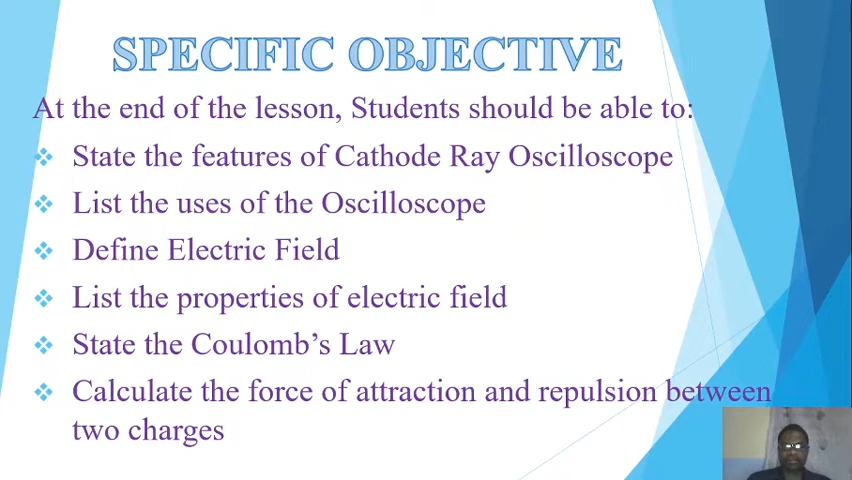 SPECIFIC OBJECTIVE
At the end of the lesson, Students should be able to:
State the features of Cathode Ray Oscilloscope
List the uses of the Oscilloscope
Define Electric Field
List the properties of electric field
State the Coulomb’s Law
Calculate the force of attraction and repulsion between
two charges